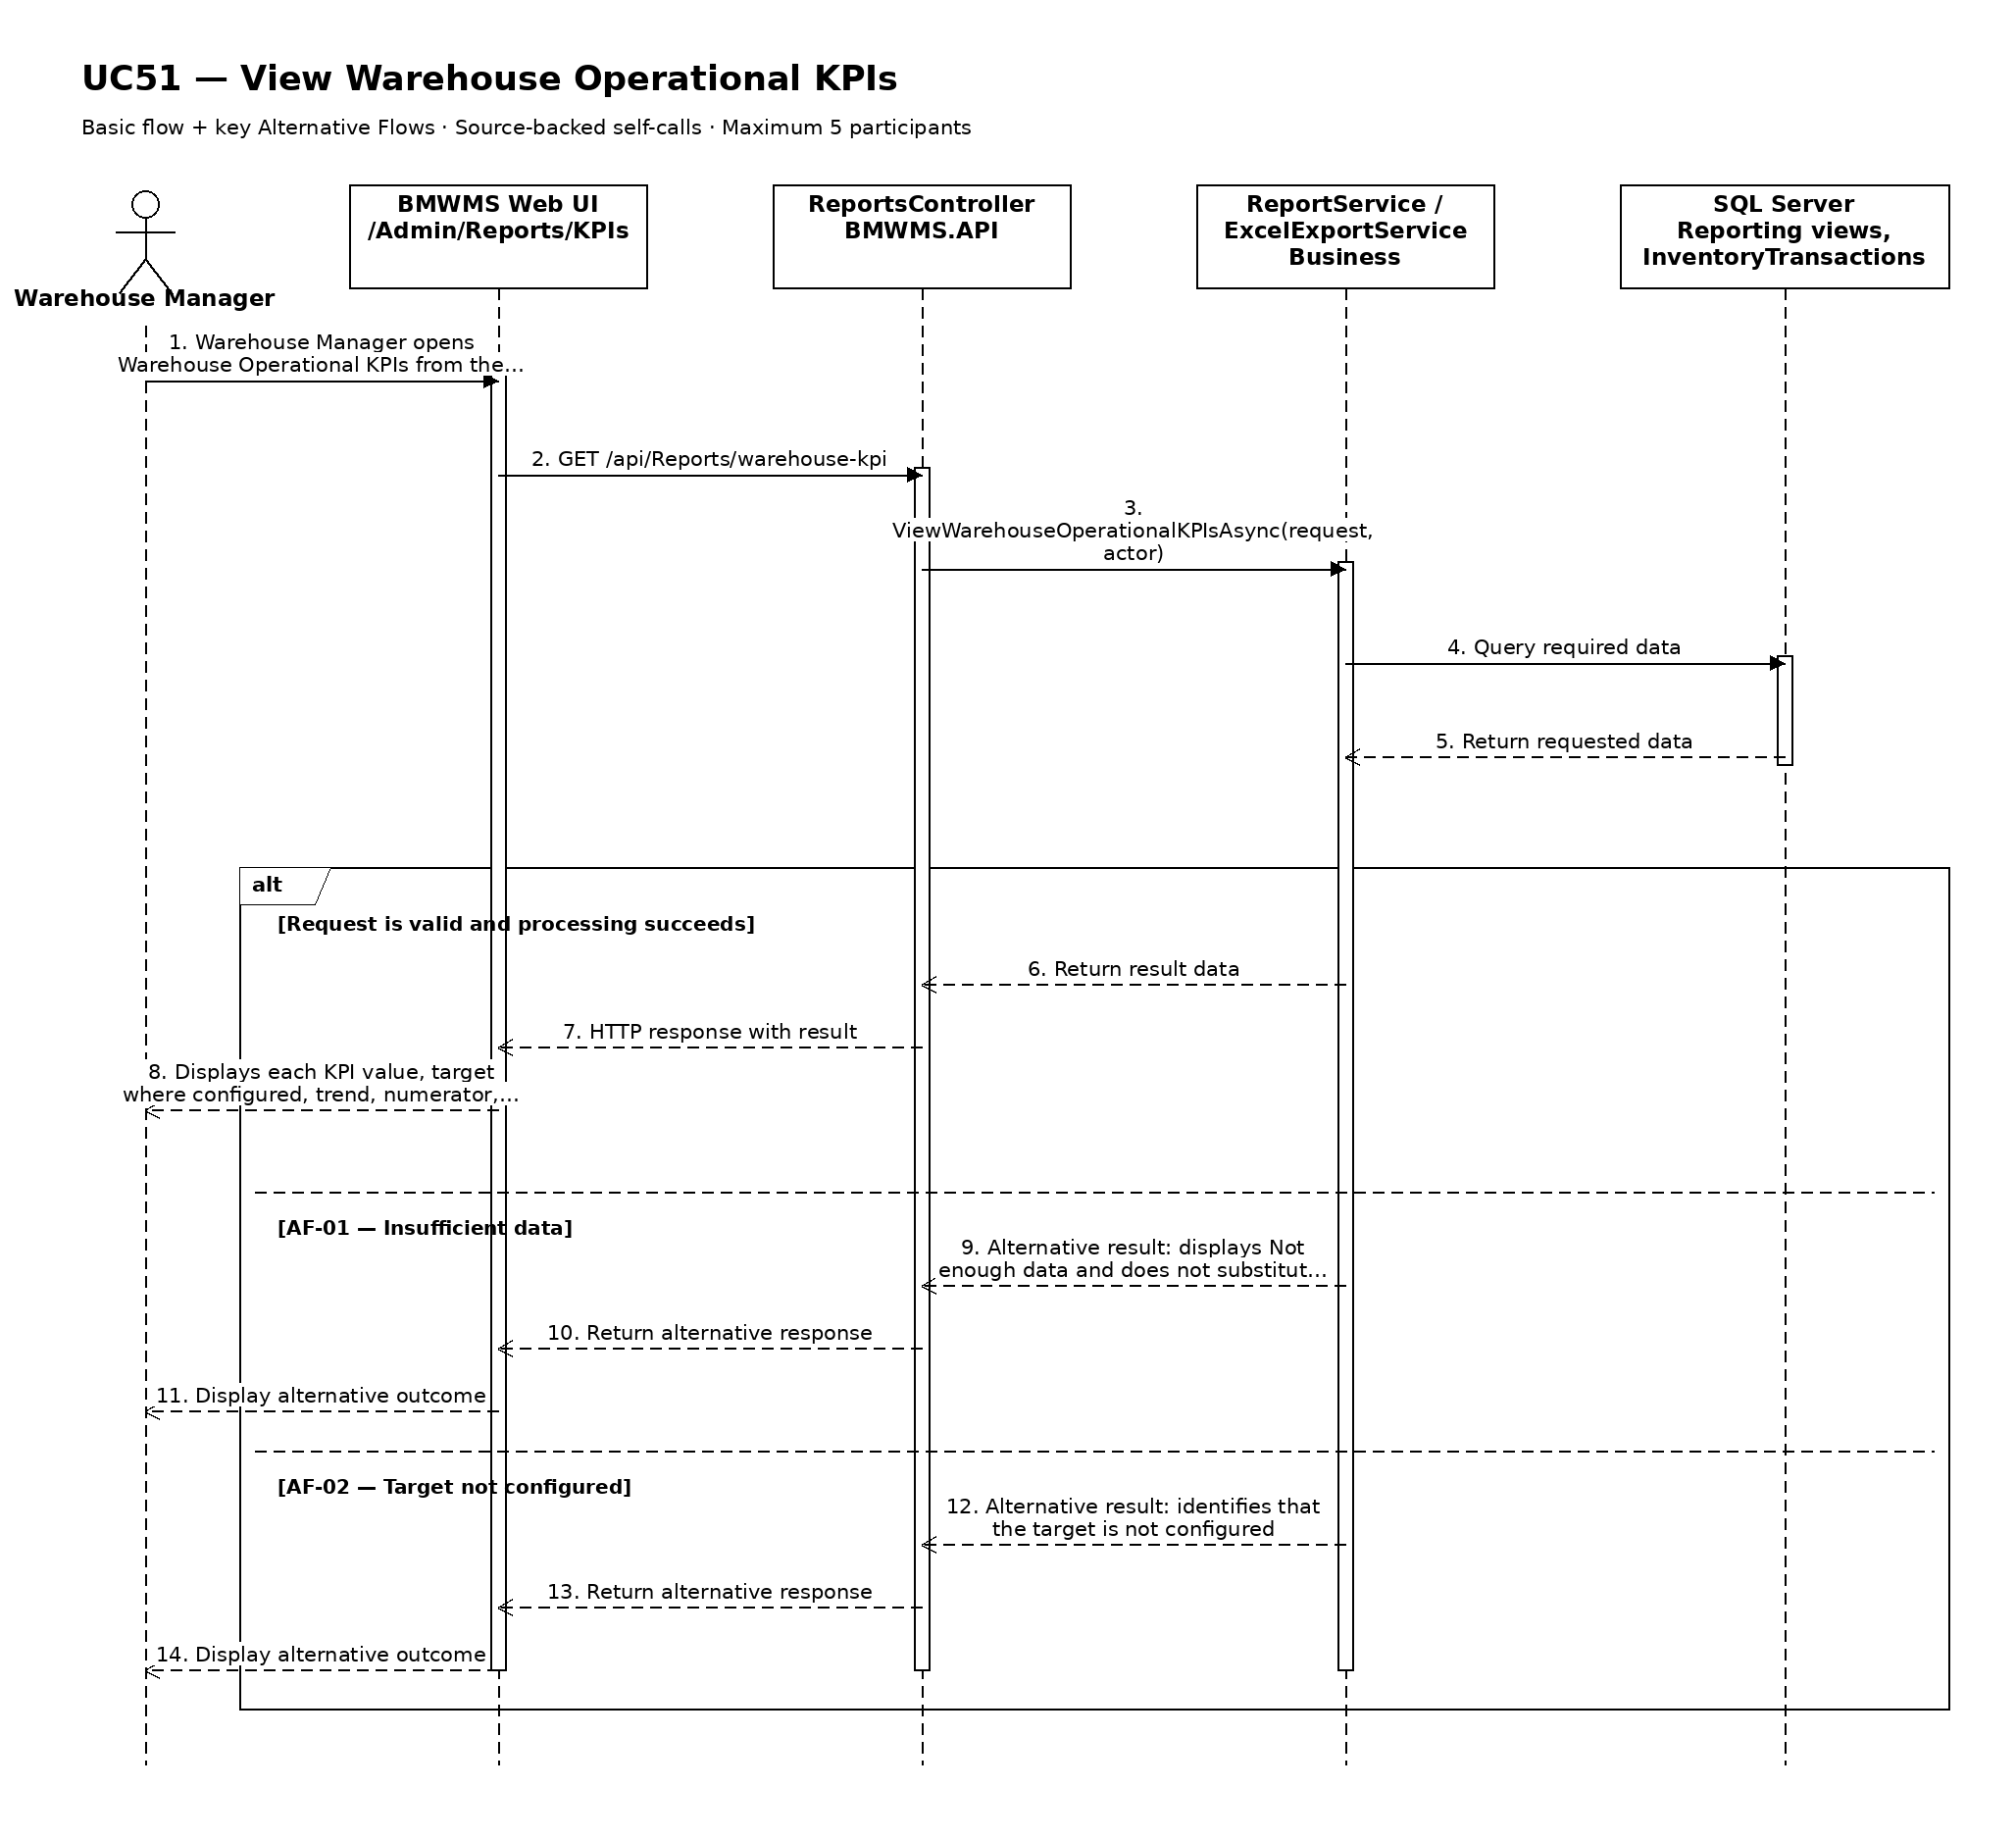 UC51 — View Warehouse Operational KPIs
Basic flow + key Alternative Flows · Source-backed self-calls · Maximum 5 participants
Warehouse Manager
BMWMS Web UI
/Admin/Reports/KPIs
ReportsController
BMWMS.API
ReportService /
ExcelExportService
Business
SQL Server
Reporting views,
InventoryTransactions
1. Warehouse Manager opens
Warehouse Operational KPIs from the...
2. GET /api/Reports/warehouse-kpi
3.
ViewWarehouseOperationalKPIsAsync(request,
actor)
4. Query required data
5. Return requested data
alt
[Request is valid and processing succeeds]
6. Return result data
7. HTTP response with result
8. Displays each KPI value, target
where configured, trend, numerator,...
[AF-01 — Insufficient data]
9. Alternative result: displays Not
enough data and does not substitut...
10. Return alternative response
11. Display alternative outcome
[AF-02 — Target not configured]
12. Alternative result: identifies that
the target is not configured
13. Return alternative response
14. Display alternative outcome